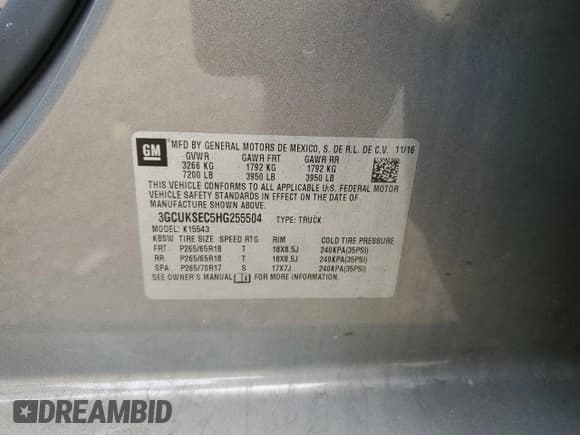 GM
MFD BY GENERAL MOTORS DE MEXICO, S. DE R.L. DE C.V. 11/16
GVWR GAWR FRT GAWR RR
3266 KG 1792 KG 1792 KG
7200 LB 3950 LB 3950 LB
THIS VEHICLE CONFORMS TO ALL APPLICABLE U.S. FEDERAL MOTOR
VEHICLE SAFETY STANDARDS IN EFFECT ON THE DATE OF
MANUFACTURE SHOWN ABOVE.
3GCUKSEC5HG255504 TYPE: TRUCK
MODEL: K15543
KBSW TIRE SIZE SPEED RTG RIM COLD TIRE PRESSURE
FRT P265/65R18 T 18X8.5J 240KPA(35PSI)
RR P265/65R18 T 18X8.5J 240KPA(35PSI)
SPA P265/70R17 S 17X7J 240KPA(35PSI)
SEE OWNER'S MANUAL FOR MORE INFORMATION.
DREAMBID